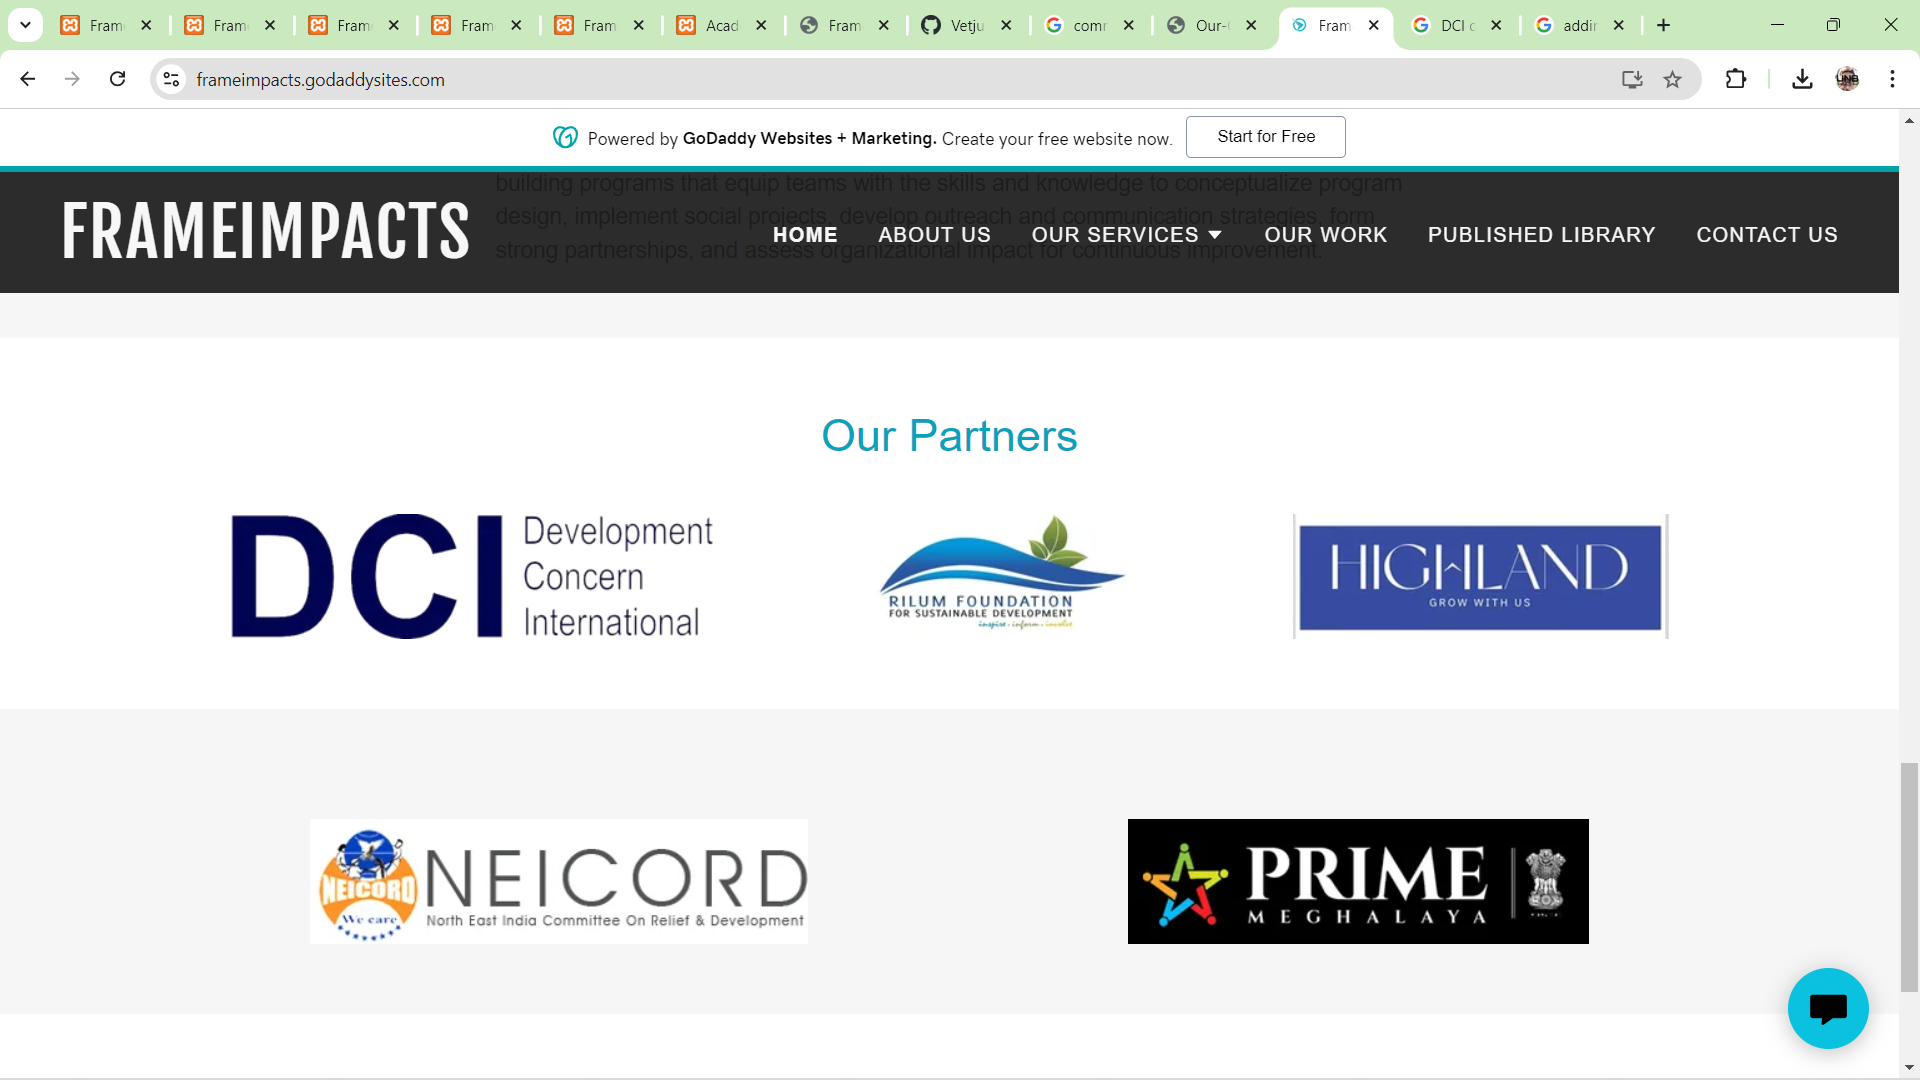 Fram
Fram
Fram
Fram
Fram
Acad
Fram
Vetju
comr
Our-
Fram
DCI c
addir
frameimpacts.godaddysites.com
Powered by GoDaddy Websites + Marketing. Create your free website now.
Start for Free
building programs that equip teams with the skills and knowledge to conceptualize program
design, implement social projects, develop outreach and communication strategies, form
strong partnerships, and assess organizational impact for continuous improvement.
FRAMEIMPACTS
HOME
ABOUT US
OUR SERVICES
OUR WORK
PUBLISHED LIBRARY
CONTACT US
Our Partners
DCI
Development
Concern
International
RILUM FOUNDATION
FOR SUSTAINABLE DEVELOPMENT
inspire · inform · involve
HIGHLAND
GROW WITH US
NEICORD
We care
NEICORD
North East India Committee On Relief & Development
PRIME
MEGHALAYA